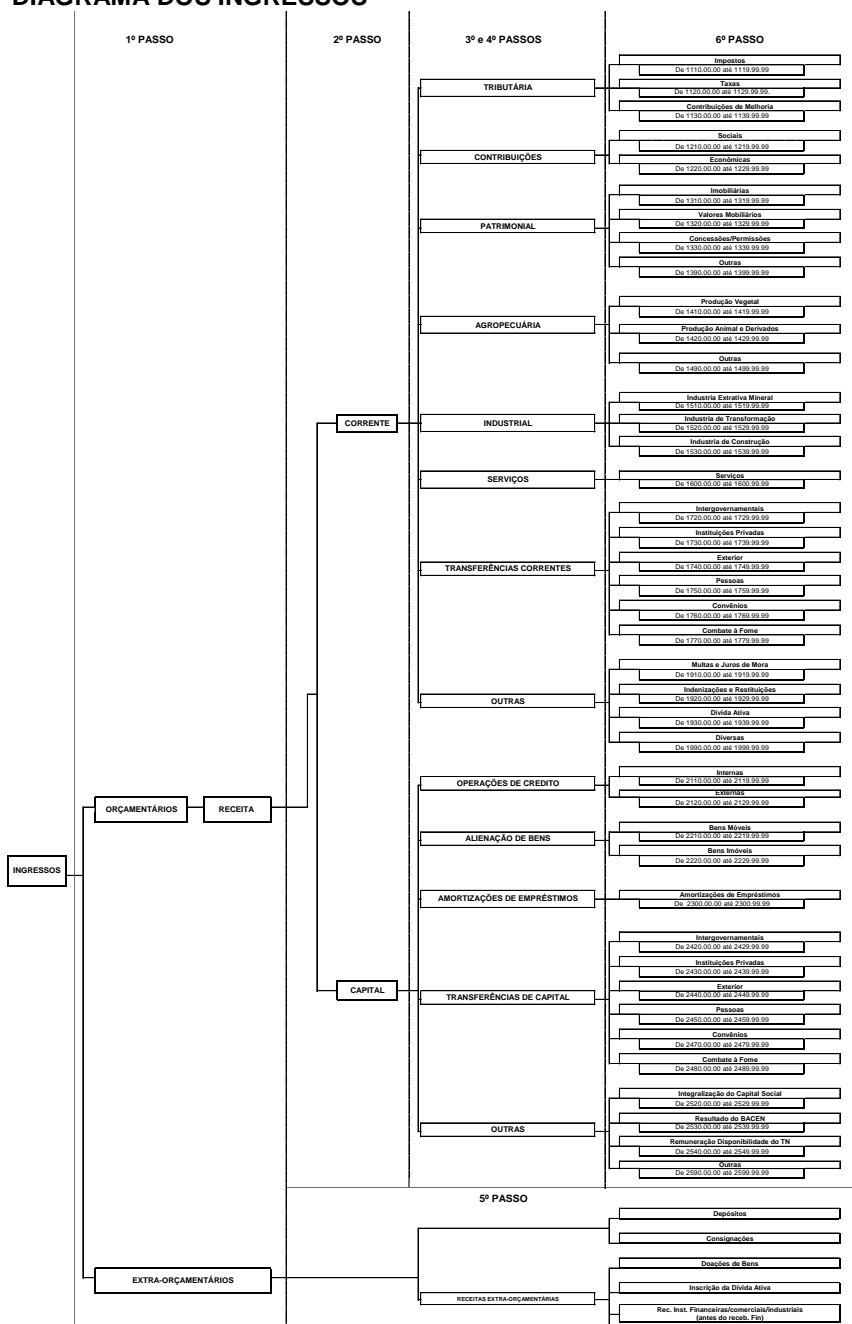 DIAGRAMA DOS INGRESSOS
1º PASSO
2º PASSO
3º e 4º PASSOS
6º PASSO
TRIBUTÁRIA
Impostos
De 1110.00.00 até 1119.99.99
Taxas
De 1120.00.00 até 1129.99.99.
Contribuições de Melhoria
De 1130.00.00 até 1139.99.99
CONTRIBUIÇÕES
Sociais
De 1210.00.00 até 1219.99.99
Econômicas
De 1220.00.00 até 1229.99.99
PATRIMONIAL
Imobiliárias
De 1310.00.00 até 1319.99.99
Valores Mobiliários
De 1320.00.00 até 1329.99.99
Concessões/Permissões
De 1330.00.00 até 1339.99.99
Outras
De 1390.00.00 até 1399.99.99
AGROPECUÁRIA
Produção Vegetal
De 1410.00.00 até 1419.99.99
Produção Animal e Derivados
De 1420.00.00 até 1429.99.99
Outras
De 1490.00.00 até 1499.99.99
CORRENTE
INDUSTRIAL
Industria Extrativa Mineral
De 1510.00.00 até 1519.99.99
Industria de Transformação
De 1520.00.00 até 1529.99.99
Industria de Construção
De 1530.00.00 até 1539.99.99
SERVIÇOS
Serviços
De 1600.00.00 até 1600.99.99
TRANSFERÊNCIAS CORRENTES
Intergovernamentais
De 1720.00.00 até 1729.99.99
Instituições Privadas
De 1730.00.00 até 1739.99.99
Exterior
De 1740.00.00 até 1749.99.99
Pessoas
De 1750.00.00 até 1759.99.99
Convênios
De 1760.00.00 até 1769.99.99
Combate à Fome
De 1770.00.00 até 1779.99.99
OUTRAS
Multas e Juros de Mora
De 1910.00.00 até 1919.99.99
Indenizações e Restituições
De 1920.00.00 até 1929.99.99
Dívida Ativa
De 1930.00.00 até 1939.99.99
Diversas
De 1990.00.00 até 1999.99.99
INGRESSOS
ORÇAMENTÁRIOS
RECEITA
OPERAÇÕES DE CREDITO
Internas
De 2110.00.00 até 2119.99.99
Externas
De 2120.00.00 até 2129.99.99
ALIENAÇÃO DE BENS
Bens Móveis
De 2210.00.00 até 2219.99.99
Bens Imóveis
De 2220.00.00 até 2229.99.99
AMORTIZAÇÕES DE EMPRÉSTIMOS
Amortizações de Empréstimos
De 2300.00.00 até 2300.99.99
CAPITAL
TRANSFERÊNCIAS DE CAPITAL
Intergovernamentais
De 2420.00.00 até 2429.99.99
Instituições Privadas
De 2430.00.00 até 2439.99.99
Exterior
De 2440.00.00 até 2449.99.99
Pessoas
De 2450.00.00 até 2459.99.99
Convênios
De 2470.00.00 até 2479.99.99
Combate à Fome
De 2480.00.00 até 2489.99.99
OUTRAS
Integralização do Capital Social
De 2520.00.00 até 2529.99.99
Resultado do BACEN
De 2530.00.00 até 2539.99.99
Remuneração Disponibilidade do TN
De 2540.00.00 até 2549.99.99
Outras
De 2590.00.00 até 2599.99.99
5º PASSO
EXTRA-ORÇAMENTÁRIOS
Depósitos
Consignações
RECEITAS EXTRA-ORÇAMENTÁRIAS
Doações de Bens
Inscrição da Dívida Ativa
Rec. Inst. Financeiras/comerciais/industriais
(antes do receb. Fin)